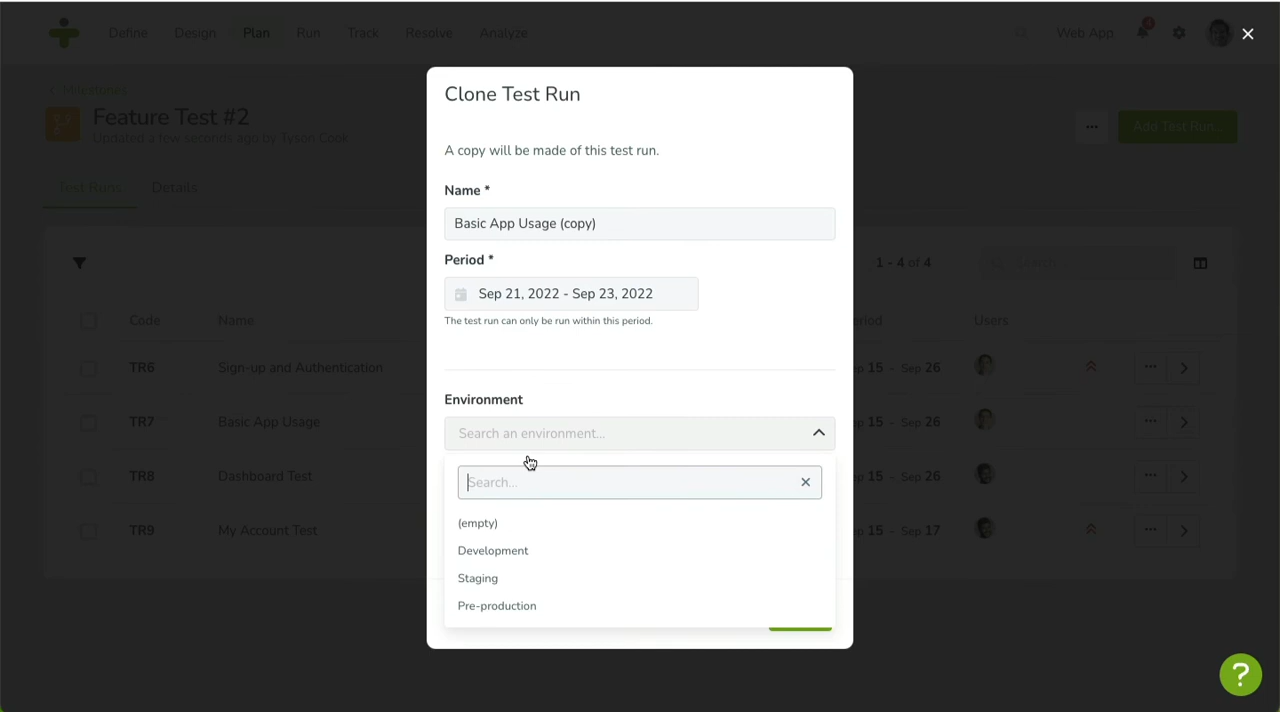 Define Design Plan Run Track Resolve Analyze Web App
Milestones
Feature Test #2
Updated a few seconds ago by Tyson Cook
Add Test Run...
Test Runs Details
1 - 4 of 4
Code Name Users
TR6 Sign-up and Authentication 15 - Sep 26
TR7 Basic App Usage 15 - Sep 26
TR8 Dashboard Test 15 - Sep 26
TR9 My Account Test 15 - Sep 17
Clone Test Run
A copy will be made of this test run.
Name *
Basic App Usage (copy)
Period *
Sep 21, 2022 - Sep 23, 2022
The test run can only be run within this period.
Environment
Search an environment...
Search...
(empty)
Development
Staging
Pre-production
?